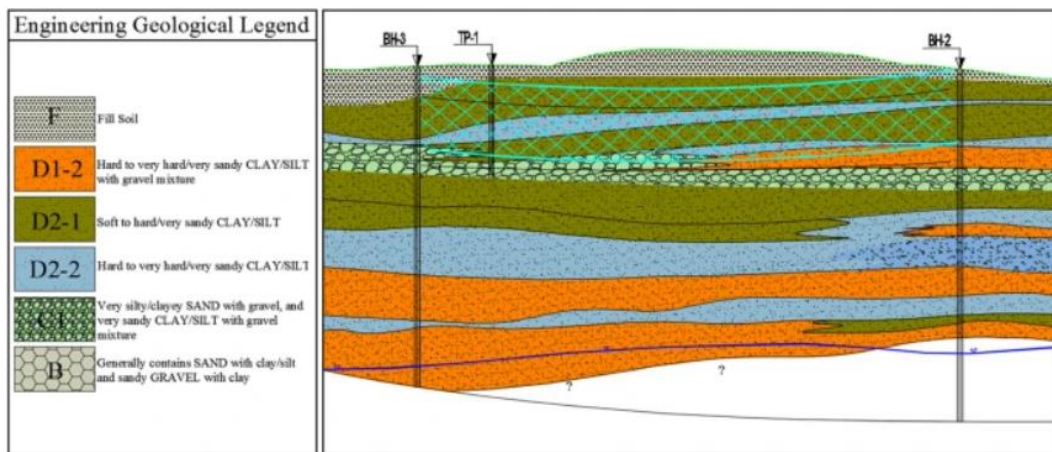 Engineering Geological Legend
F
Fill Soil
D1-2
Hard to very hard/very sandy CLAY/SILT
with gravel mixture
D2-1
Soft to hard/very sandy CLAY/SILT
D2-2
Hard to very hard/very sandy CLAY/SILT
C1
Very silty/clayey SAND with gravel, and
very sandy CLAY/SILT with gravel
mixture
B
Generally contains SAND with clay/silt
and sandy GRAVEL with clay
BH-3
TP-1
BH-2
?
?